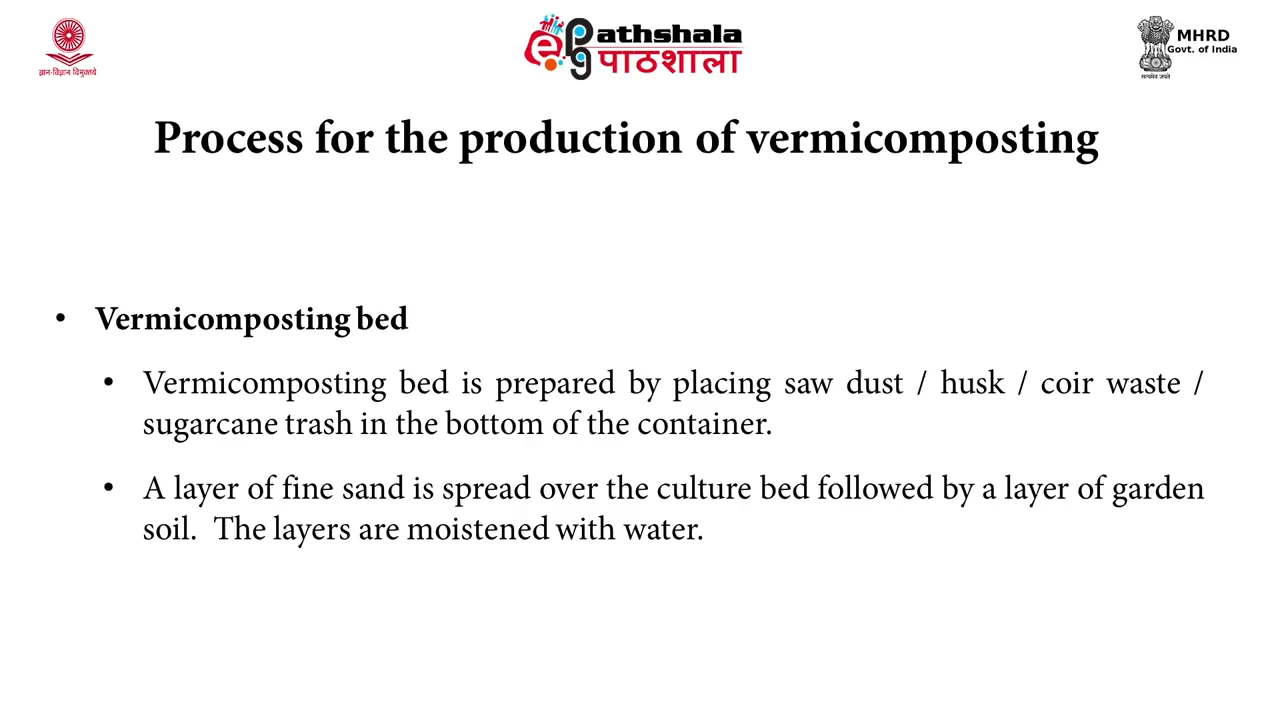 ज्ञान-विज्ञान विमुक्तये
e PG athshala
पाठशाला
सत्यमेव जयते
MHRD
Govt. of India
Process for the production of vermicomposting
• Vermicomposting bed
• Vermicomposting bed is prepared by placing saw dust / husk / coir waste /
sugarcane trash in the bottom of the container.
• A layer of fine sand is spread over the culture bed followed by a layer of garden
soil. The layers are moistened with water.